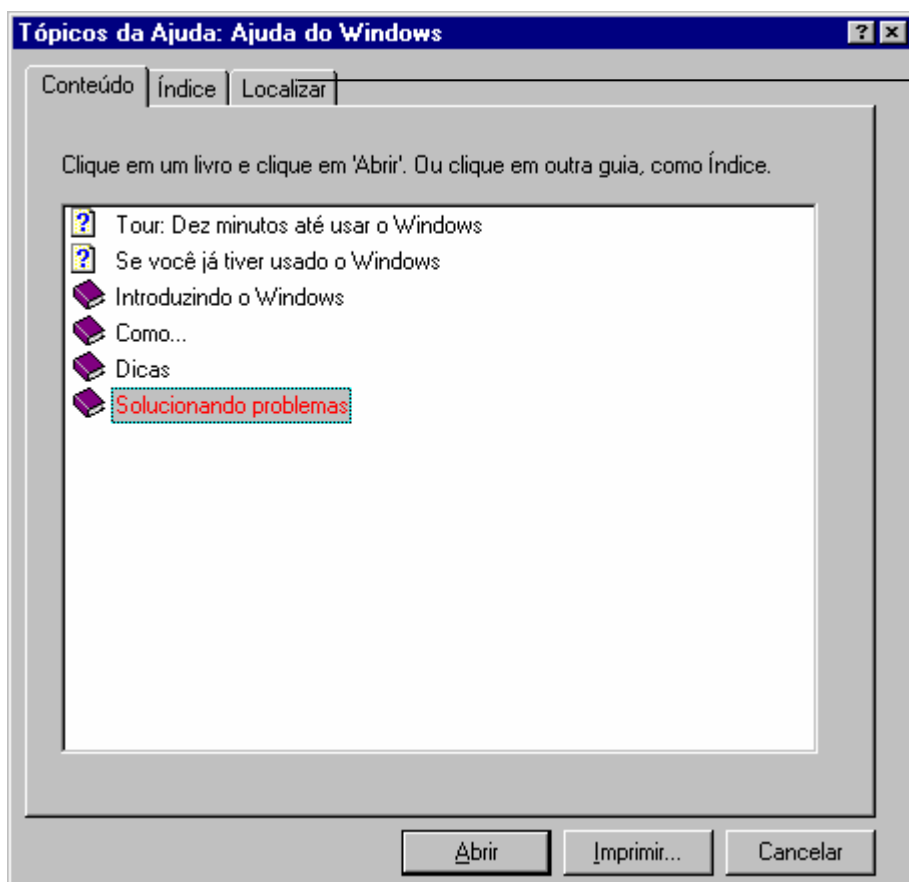 Tópicos da Ajuda: Ajuda do Windows
Conteúdo Índice Localizar
Clique em um livro e clique em 'Abrir'. Ou clique em outra guia, como Índice.
Tour: Dez minutos até usar o Windows
Se você já tiver usado o Windows
Introduzindo o Windows
Como...
Dicas
Solucionando problemas
Abrir Imprimir... Cancelar